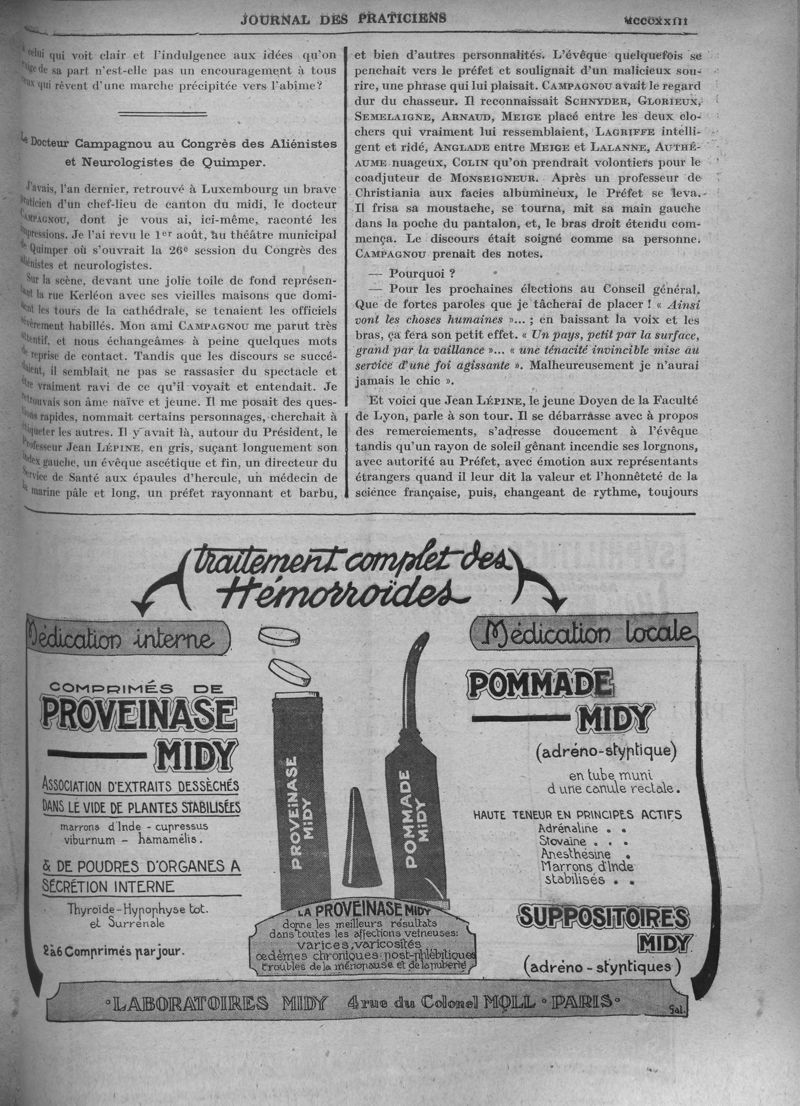 JOURNAL DES PRATICIENS
celui qui voit clair et l'indulgence aux idées qu'on
de sa part n'est-elle pas un encouragement à tous
ceux qui rêvent d'une marche précipitée vers l'abime?
Le Docteur Campagnou au Congrès des Aliénistes
et Neurologistes de Quimper.
J'avais, l'an dernier, retrouvé à Luxembourg un brave
praticien d'un chef-lieu de canton du midi, le docteur
CAMPAGNOU, dont je vous ai, ici-même, raconté les
impressions. Je l'ai revu le 1er août, au théâtre municipal
de Quimper où s'ouvrait la 26e session du Congrès des
aliénistes et neurologistes.
Sur la scène, devant une jolie toile de fond représen-
tant la rue Kerléon avec ses vieilles maisons que domi-
nent les tours de la cathédrale, se tenaient les officiels
sévèrement habillés. Mon ami CAMPAGNOU me parut très
attentif, et nous échangeâmes à peine quelques mots
de reprise de contact. Tandis que les discours se succé-
daient, il semblait ne pas se rassasier du spectacle et
être vraiment ravi de ce qu'il voyait et entendait. Je
retrouvais son âme naïve et jeune. Il me posait des ques-
tions rapides, nommait certains personnages, cherchait à
étiqueter les autres. Il y avait là, autour du Président, le
Professeur Jean LÉPINE, en gris, suçant longuement son
index gauche, un évêque ascétique et fin, un directeur du
Service de Santé aux épaules d'hercule, un médecin de
la marine pâle et long, un préfet rayonnant et barbu,
et bien d'autres personnalités. L'évêque quelquefois se
penchait vers le préfet et soulignait d'un malicieux sou-
rire, une phrase qui lui plaisait. CAMPAGNOU avait le regard
dur du chasseur. Il reconnaissait SCHNYDER, GLORIEUX,
SEMELAIGNE, ARNAUD, MEIGE placé entre les deux clo-
chers qui vraiment lui ressemblaient, LAGRIFFE intelli-
gent et ridé, ANGLADE entre MEIGE et LALANNE, AUTHÉ-
AUME nuageux, COLIN qu'on prendrait volontiers pour le
coadjuteur de MONSEIGNEUR. Après un professeur de
Christiania aux facies albumineux, le Préfet se leva.
Il frisa sa moustache, se tourna, mit sa main gauche
dans la poche du pantalon, et, le bras droit étendu com-
mença. Le discours était soigné comme sa personne.
CAMPAGNOU prenait des notes.
— Pourquoi ?
— Pour les prochaines élections au Conseil général.
Que de fortes paroles que je tâcherai de placer ! « Ainsi
vont les choses humaines »... ; en baissant la voix et les
bras, ça fera son petit effet. « Un pays, petit par la surface,
grand par la vaillance »... « une ténacité invincible mise au
service d'une foi agissante ». Malheureusement je n'aurai
jamais le chic ».
Et voici que Jean LÉPINE, le jeune Doyen de la Faculté
de Lyon, parle à son tour. Il se débarrasse avec à propos
des remerciements, s'adresse doucement à l'évêque
tandis qu'un rayon de soleil gênant incendie ses lorgnons,
avec autorité au Préfet, avec émotion aux représentants
étrangers quand il leur dit la valeur et l'honnêteté de la
science française, puis, changeant de rythme, toujours
traitement complet des
Hémorroïdes
Médication interne
COMPRIMÉS DE
PROVEINASE
MIDY
ASSOCIATION D'EXTRAITS DESSÈCHÉS
DANS LE VIDE DE PLANTES STABILISÉES
marrons d'Inde - cupressus
viburnum - hamamélis.
& DE POUDRES D'ORGANES A
SÉCRÉTION INTERNE
Thyroïde-Hypophyse tot.
et Surrénale
2 à 6 Comprimés par jour.
PROVEINASE
MIDY
POMMADE
MIDY
LA PROVEINASE MIDY
donne les meilleurs résultats
dans toutes les affections veineuses:
varices, varicosités
œdèmes chroniques post-phlébitiques
troubles de la ménopause et de la puberté
Médication locale
POMMADE
MIDY
(adréno-styptique)
en tube muni
d'une canule rectale.
HAUTE TENEUR EN PRINCIPES ACTIFS
Adrénaline . .
Stovaïne . . .
Anesthésine .
Marrons d'Inde
stabilisés . .
SUPPOSITOIRES
MIDY
(adréno-styptiques)
◦LABORATOIRES MIDY 4 rue du Colonel MOLL ◦ PARIS◦
Gal.